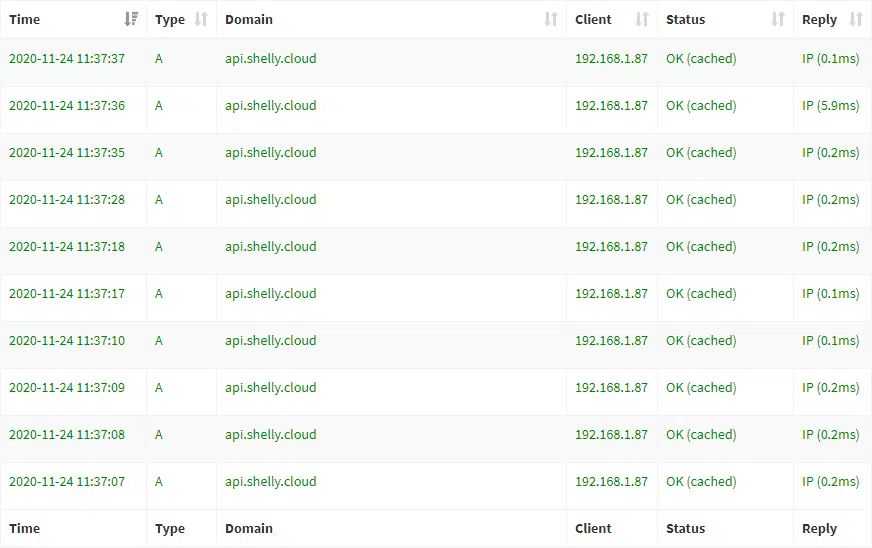 Time Type Domain Client Status Reply
2020-11-24 11:37:37 A api.shelly.cloud 192.168.1.87 OK (cached) IP (0.1ms)
2020-11-24 11:37:36 A api.shelly.cloud 192.168.1.87 OK (cached) IP (5.9ms)
2020-11-24 11:37:35 A api.shelly.cloud 192.168.1.87 OK (cached) IP (0.2ms)
2020-11-24 11:37:28 A api.shelly.cloud 192.168.1.87 OK (cached) IP (0.2ms)
2020-11-24 11:37:18 A api.shelly.cloud 192.168.1.87 OK (cached) IP (0.2ms)
2020-11-24 11:37:17 A api.shelly.cloud 192.168.1.87 OK (cached) IP (0.1ms)
2020-11-24 11:37:10 A api.shelly.cloud 192.168.1.87 OK (cached) IP (0.1ms)
2020-11-24 11:37:09 A api.shelly.cloud 192.168.1.87 OK (cached) IP (0.2ms)
2020-11-24 11:37:08 A api.shelly.cloud 192.168.1.87 OK (cached) IP (0.2ms)
2020-11-24 11:37:07 A api.shelly.cloud 192.168.1.87 OK (cached) IP (0.2ms)
Time Type Domain Client Status Reply